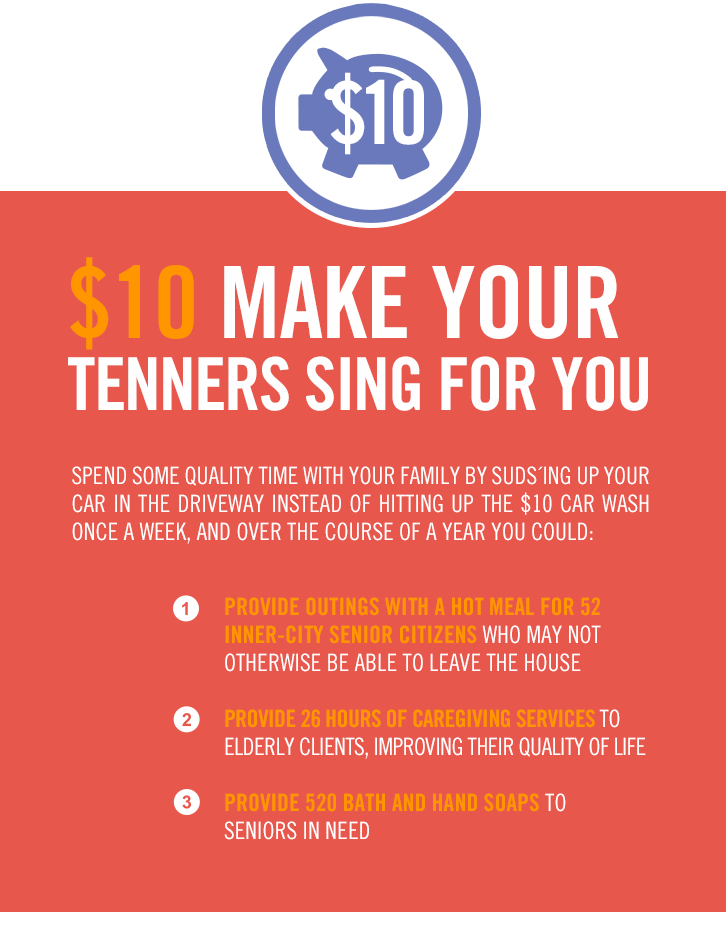 $10
$10 MAKE YOUR
TENNERS SING FOR YOU
SPEND SOME QUALITY TIME WITH YOUR FAMILY BY SUDS´ING UP YOUR
CAR IN THE DRIVEWAY INSTEAD OF HITTING UP THE $10 CAR WASH
ONCE A WEEK, AND OVER THE COURSE OF A YEAR YOU COULD:
1 PROVIDE OUTINGS WITH A HOT MEAL FOR 52
INNER-CITY SENIOR CITIZENS WHO MAY NOT
OTHERWISE BE ABLE TO LEAVE THE HOUSE
2 PROVIDE 26 HOURS OF CAREGIVING SERVICES TO
ELDERLY CLIENTS, IMPROVING THEIR QUALITY OF LIFE
3 PROVIDE 520 BATH AND HAND SOAPS TO
SENIORS IN NEED